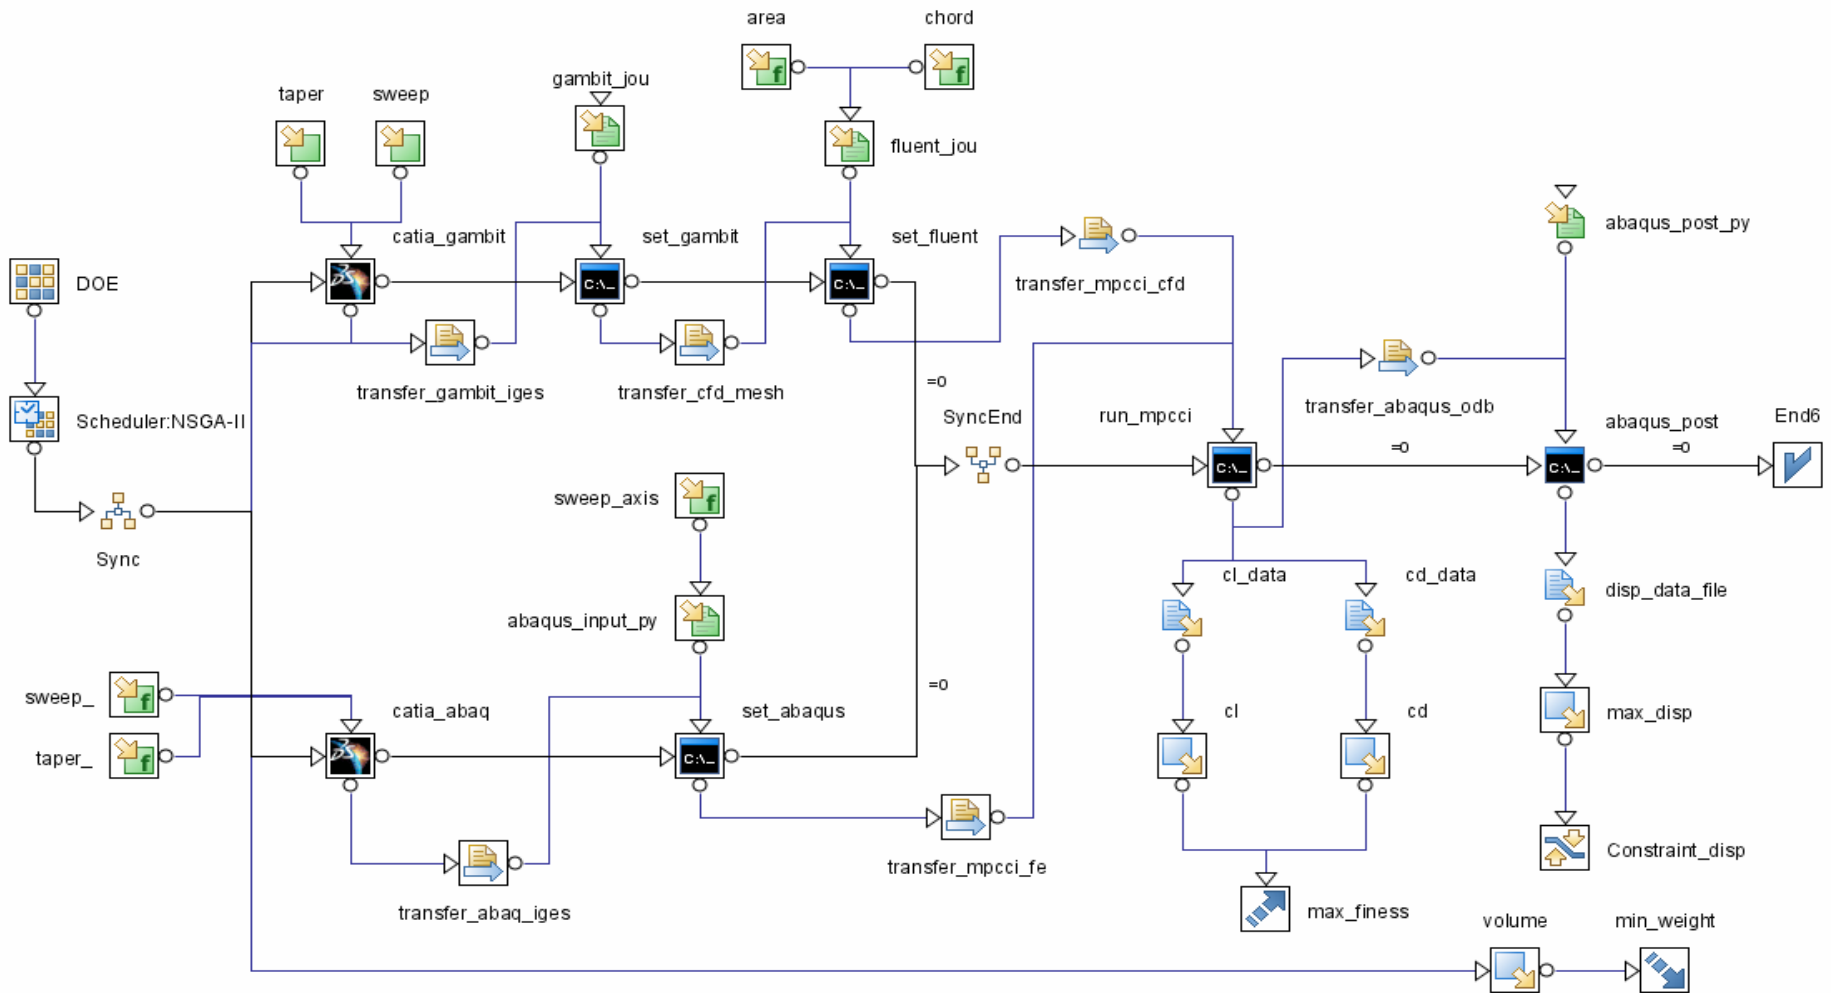 area
chord
gambit_jou
taper
sweep
fluent_jou
abaqus_post_py
catia_gambit
set_gambit
set_fluent
DOE
C:\_
C:\_
transfer_mpcci_cfd
transfer_gambit_iges
transfer_cfd_mesh
=0
transfer_abaqus_odb
Scheduler:NSGA-II
SyncEnd
run_mpcci
abaqus_post
End6
=0
=0
C:\_
C:\_
sweep_axis
Sync
cl_data
cd_data
disp_data_file
abaqus_input_py
=0
sweep_
catia_abaq
set_abaqus
cl
cd
max_disp
taper_
C:\_
Constraint_disp
transfer_mpcci_fe
transfer_abaq_iges
max_finess
volume
min_weight